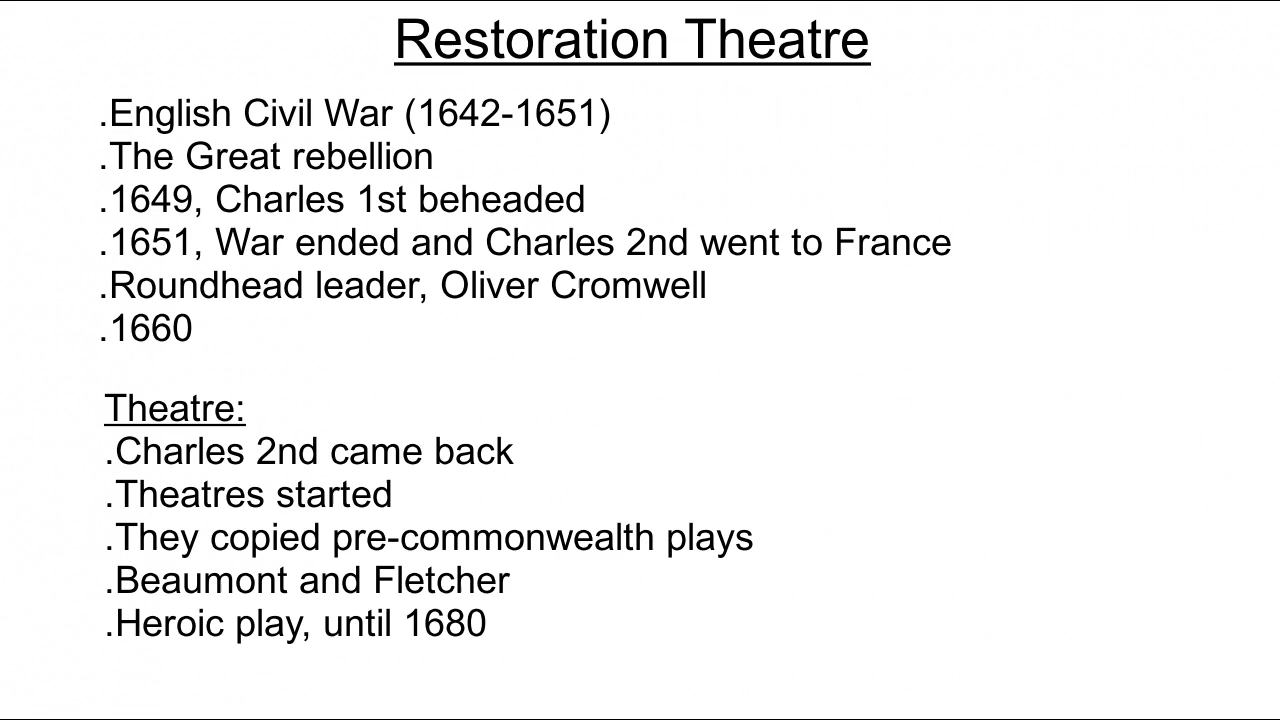 Restoration Theatre
.English Civil War (1642-1651)
.The Great rebellion
.1649, Charles 1st beheaded
.1651, War ended and Charles 2nd went to France
.Roundhead leader, Oliver Cromwell
.1660
Theatre:
.Charles 2nd came back
.Theatres started
.They copied pre-commonwealth plays
.Beaumont and Fletcher
.Heroic play, until 1680